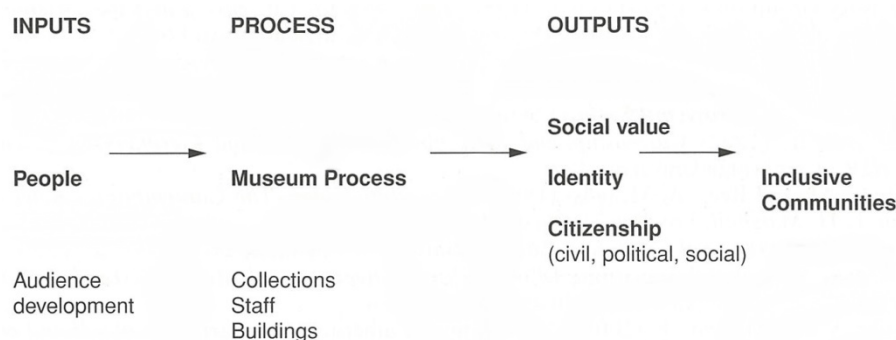 INPUTS
PROCESS
OUTPUTS
People
Museum Process
Social value
Identity
Citizenship
(civil, political, social)
Inclusive
Communities
Audience
development
Collections
Staff
Buildings